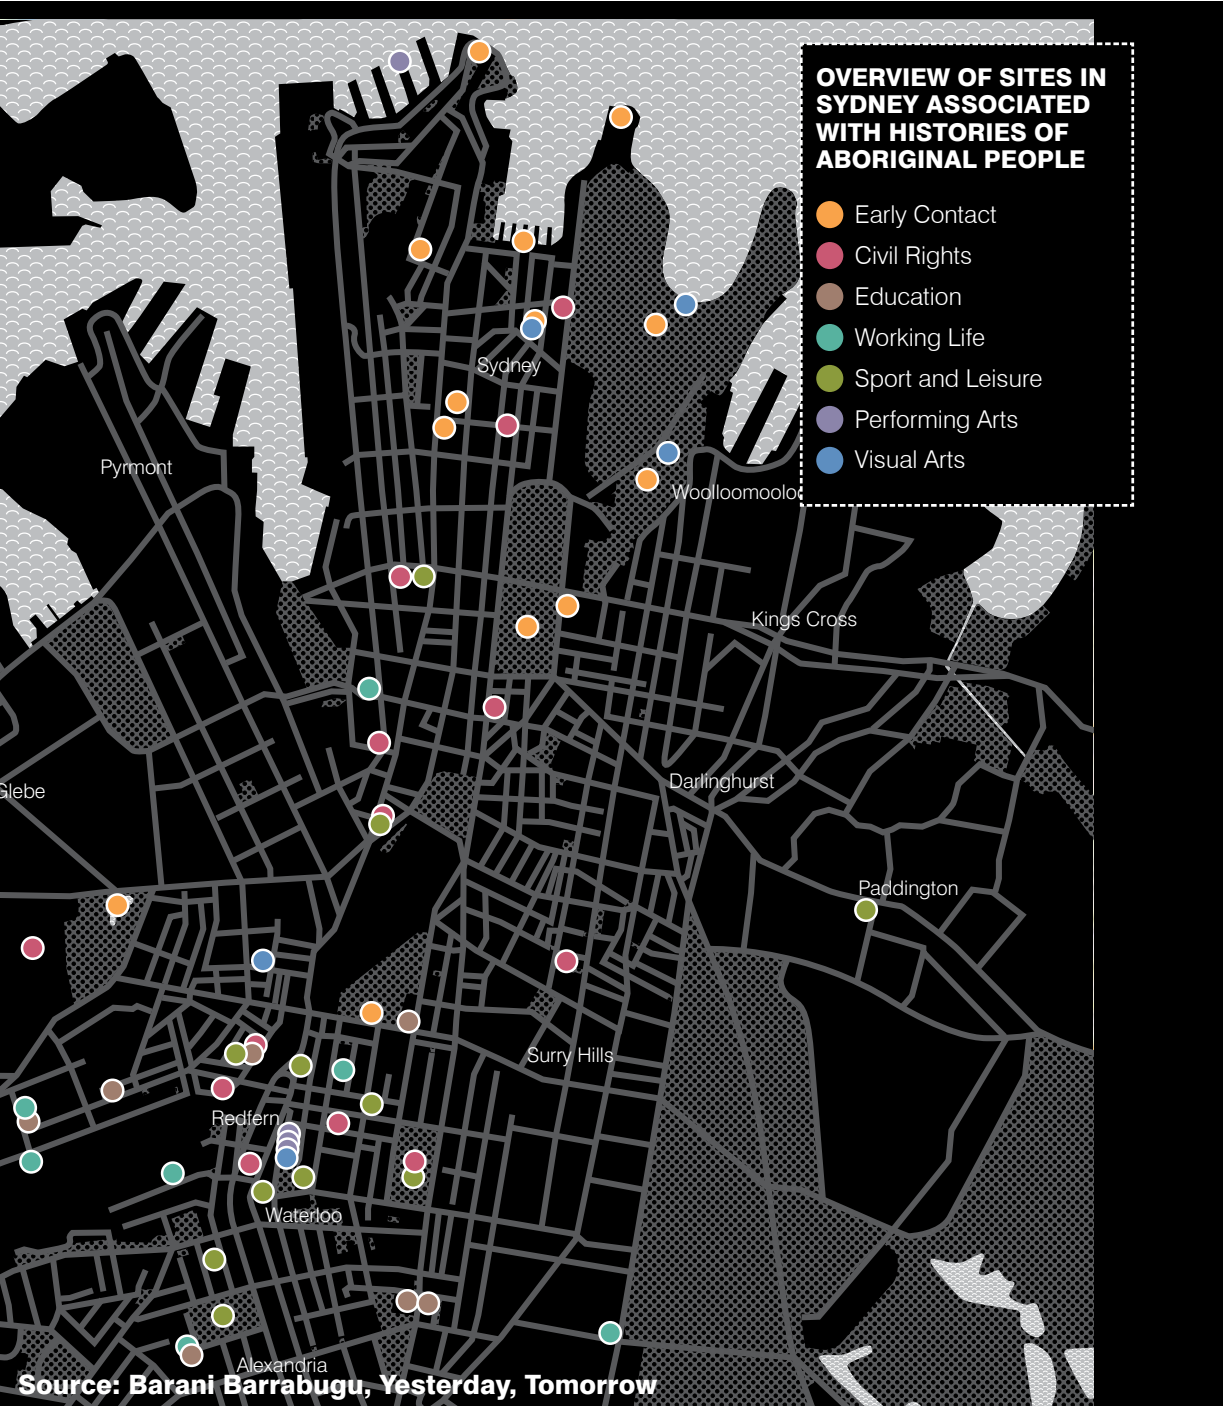 OVERVIEW OF SITES IN
SYDNEY ASSOCIATED
WITH HISTORIES OF
ABORIGINAL PEOPLE
Early Contact
Civil Rights
Education
Working Life
Sport and Leisure
Performing Arts
Visual Arts
Sydney
Pyrmont
Woolloomooloo
Kings Cross
Darlinghurst
Glebe
Paddington
Surry Hills
Redfern
Waterloo
Alexandria
Source: Barani Barrabugu, Yesterday, Tomorrow